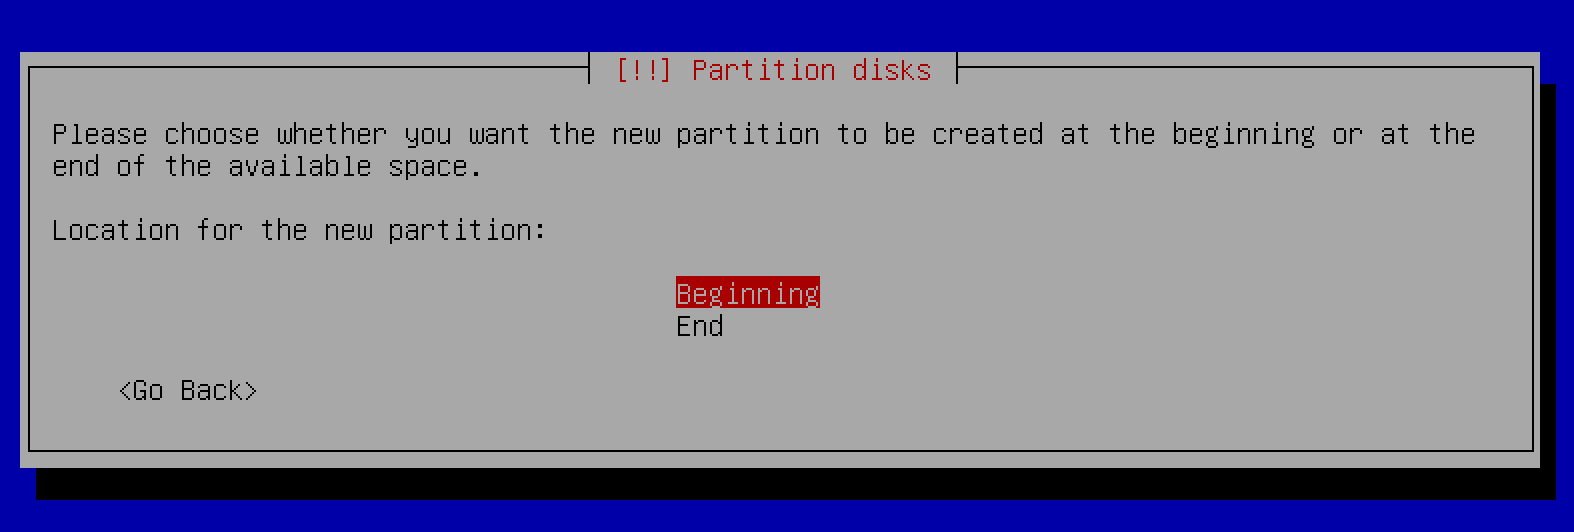 [!!] Partition disks
Please choose whether you want the new partition to be created at the beginning or at the
end of the available space.
Location for the new partition:
Beginning
End
<Go Back>